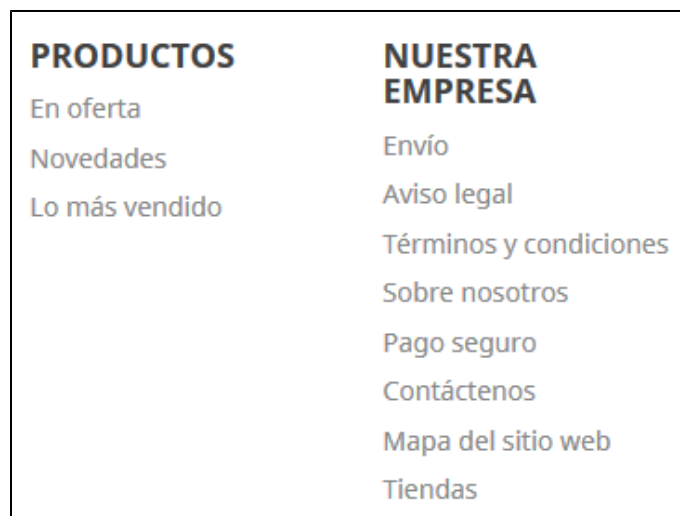 PRODUCTOS
En oferta
Novedades
Lo más vendido
NUESTRA
EMPRESA
Envío
Aviso legal
Términos y condiciones
Sobre nosotros
Pago seguro
Contáctenos
Mapa del sitio web
Tiendas